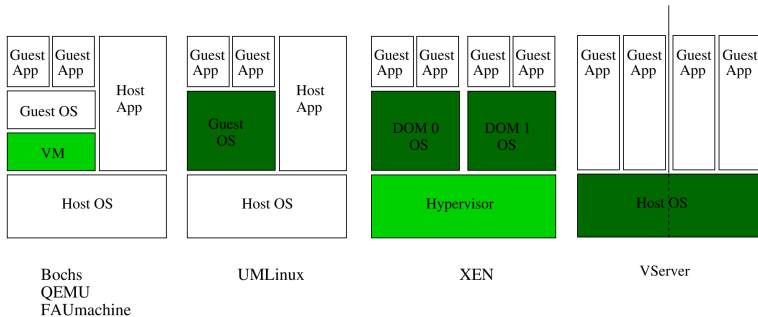 Guest
App
Guest
App
Host
App
Guest OS
VM
Host OS
Bochs
QEMU
FAUmachine
Guest
App
Guest
App
Host
App
Guest
OS
Host OS
UMLinux
Guest
App
Guest
App
Guest
App
Guest
App
DOM 0
OS
DOM 1
OS
Hypervisor
XEN
Guest
App
Guest
App
Guest
App
Guest
App
Host OS
VServer